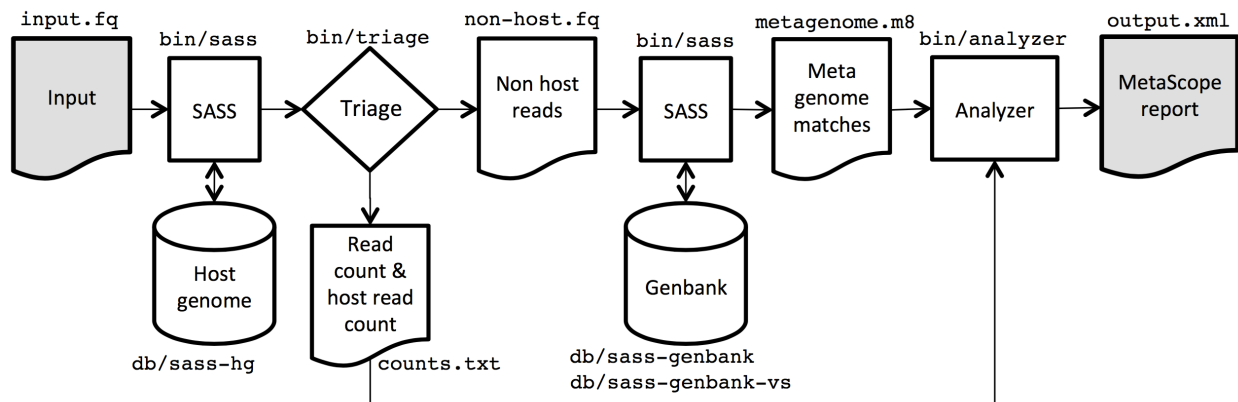 input.fq
bin/sass
bin/triage
non-host.fq
bin/sass
metagenome.m8
bin/analyzer
output.xml
Input
SASS
Triage
Non host
reads
SASS
Meta
genome
matches
Analyzer
MetaScope
report
Host
genome
db/sass-hg
Read
count &
host read
count
counts.txt
Genbank
db/sass-genbank
db/sass-genbank-vs